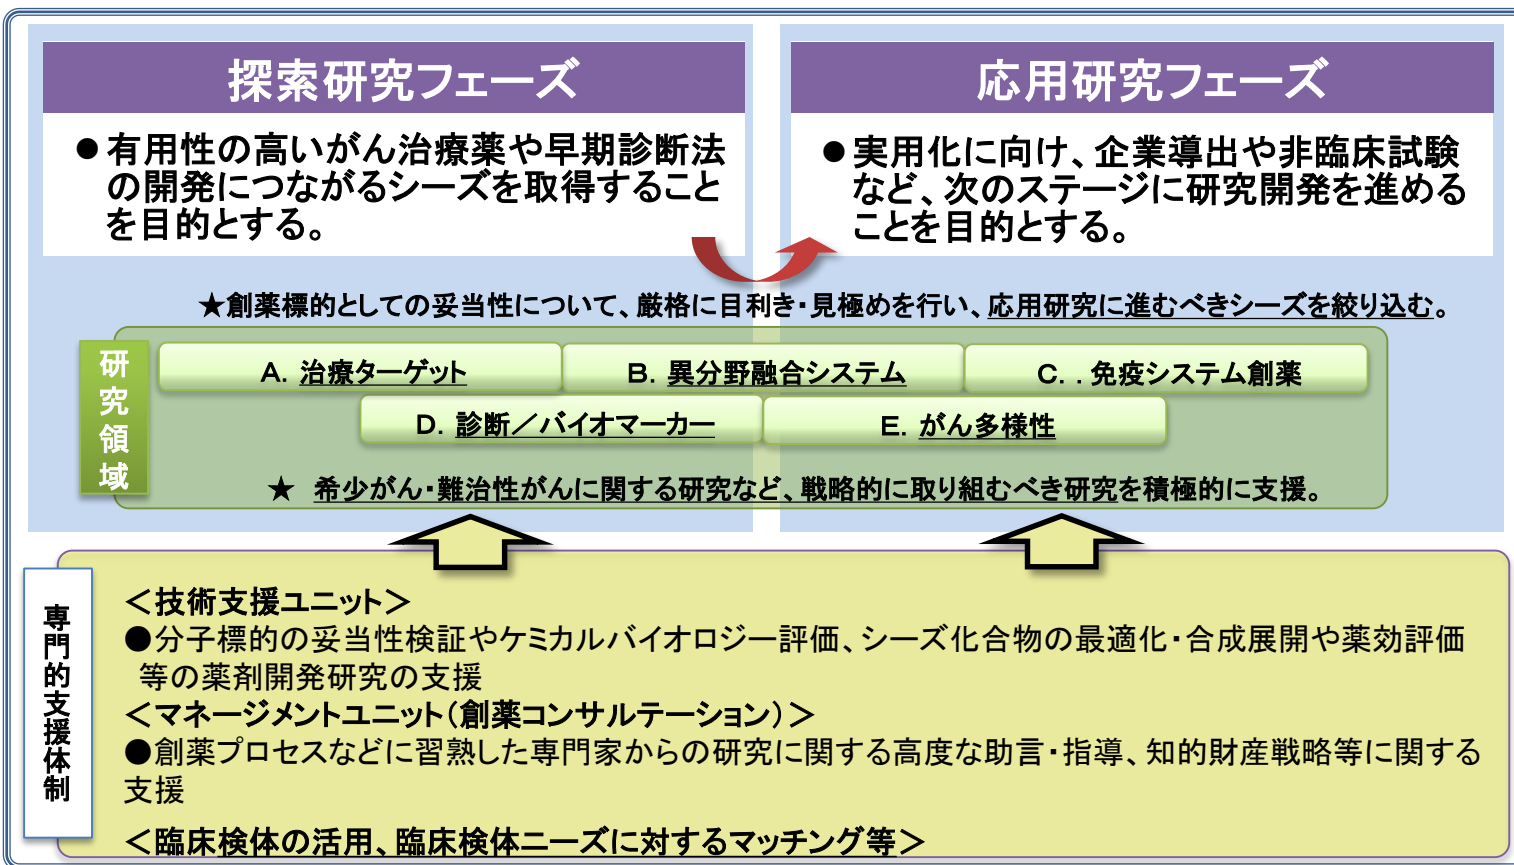 探索研究フェーズ
●有用性の高いがん治療薬や早期診断法
の開発につながるシーズを取得すること
を目的とする。
応用研究フェーズ
●実用化に向け、企業導出や非臨床試験
など、次のステージに研究開発を進める
ことを目的とする。
★創薬標的としての妥当性について、厳格に目利き・見極めを行い、応用研究に進むべきシーズを絞り込む。
研究領域
A. 治療ターゲット
B. 異分野融合システム
C. . 免疫システム創薬
D. 診断／バイオマーカー
E. がん多様性
★ 希少がん・難治性がんに関する研究など、戦略的に取り組むべき研究を積極的に支援。
専門的支援体制
＜技術支援ユニット＞
●分子標的の妥当性検証やケミカルバイオロジー評価、シーズ化合物の最適化・合成展開や薬効評価
等の薬剤開発研究の支援
＜マネージメントユニット（創薬コンサルテーション）＞
●創薬プロセスなどに習熟した専門家からの研究に関する高度な助言・指導、知的財産戦略等に関する
支援
＜臨床検体の活用、臨床検体ニーズに対するマッチング等＞